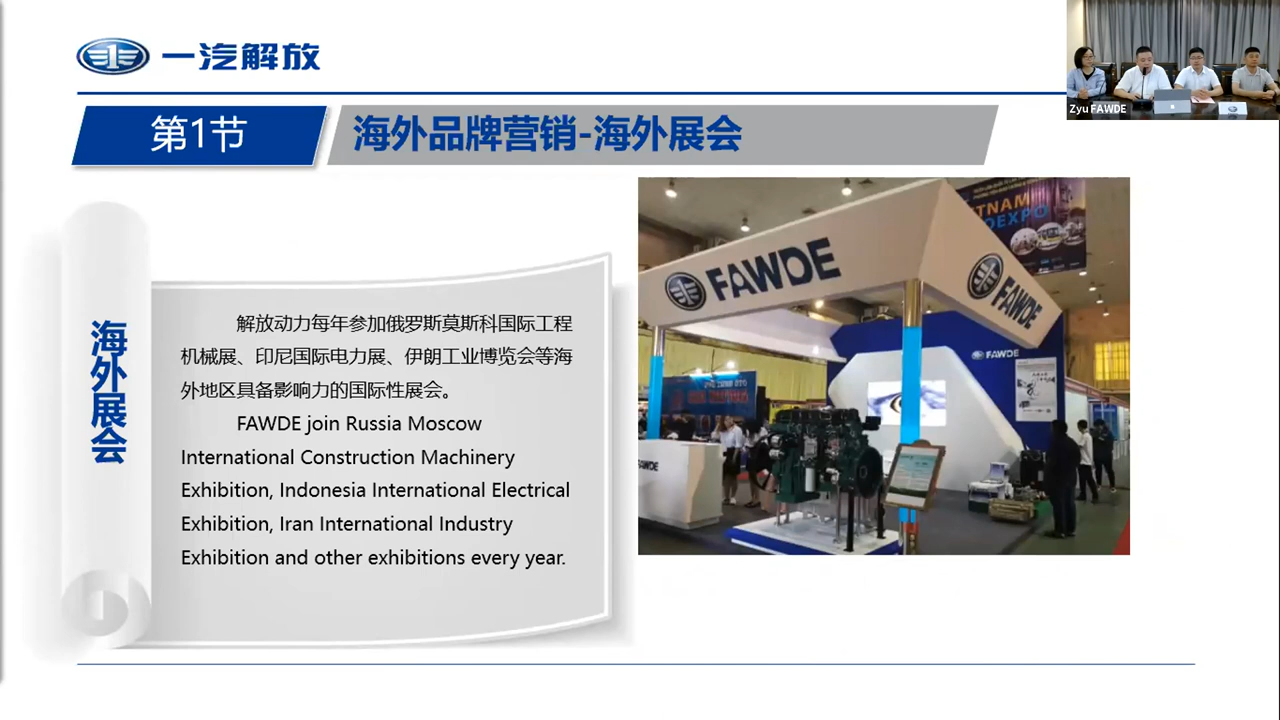 一汽解放
Zyu FAWDE
第1节
海外品牌营销-海外展会
海外展会
解放动力每年参加俄罗斯莫斯科国际工程
机械展、印尼国际电力展、伊朗工业博览会等海
外地区具备影响力的国际性展会。
FAWDE join Russia Moscow
International Construction Machinery
Exhibition, Indonesia International Electrical
Exhibition, Iran International Industry
Exhibition and other exhibitions every year.
FAWDE
FAWDE
FAWDE